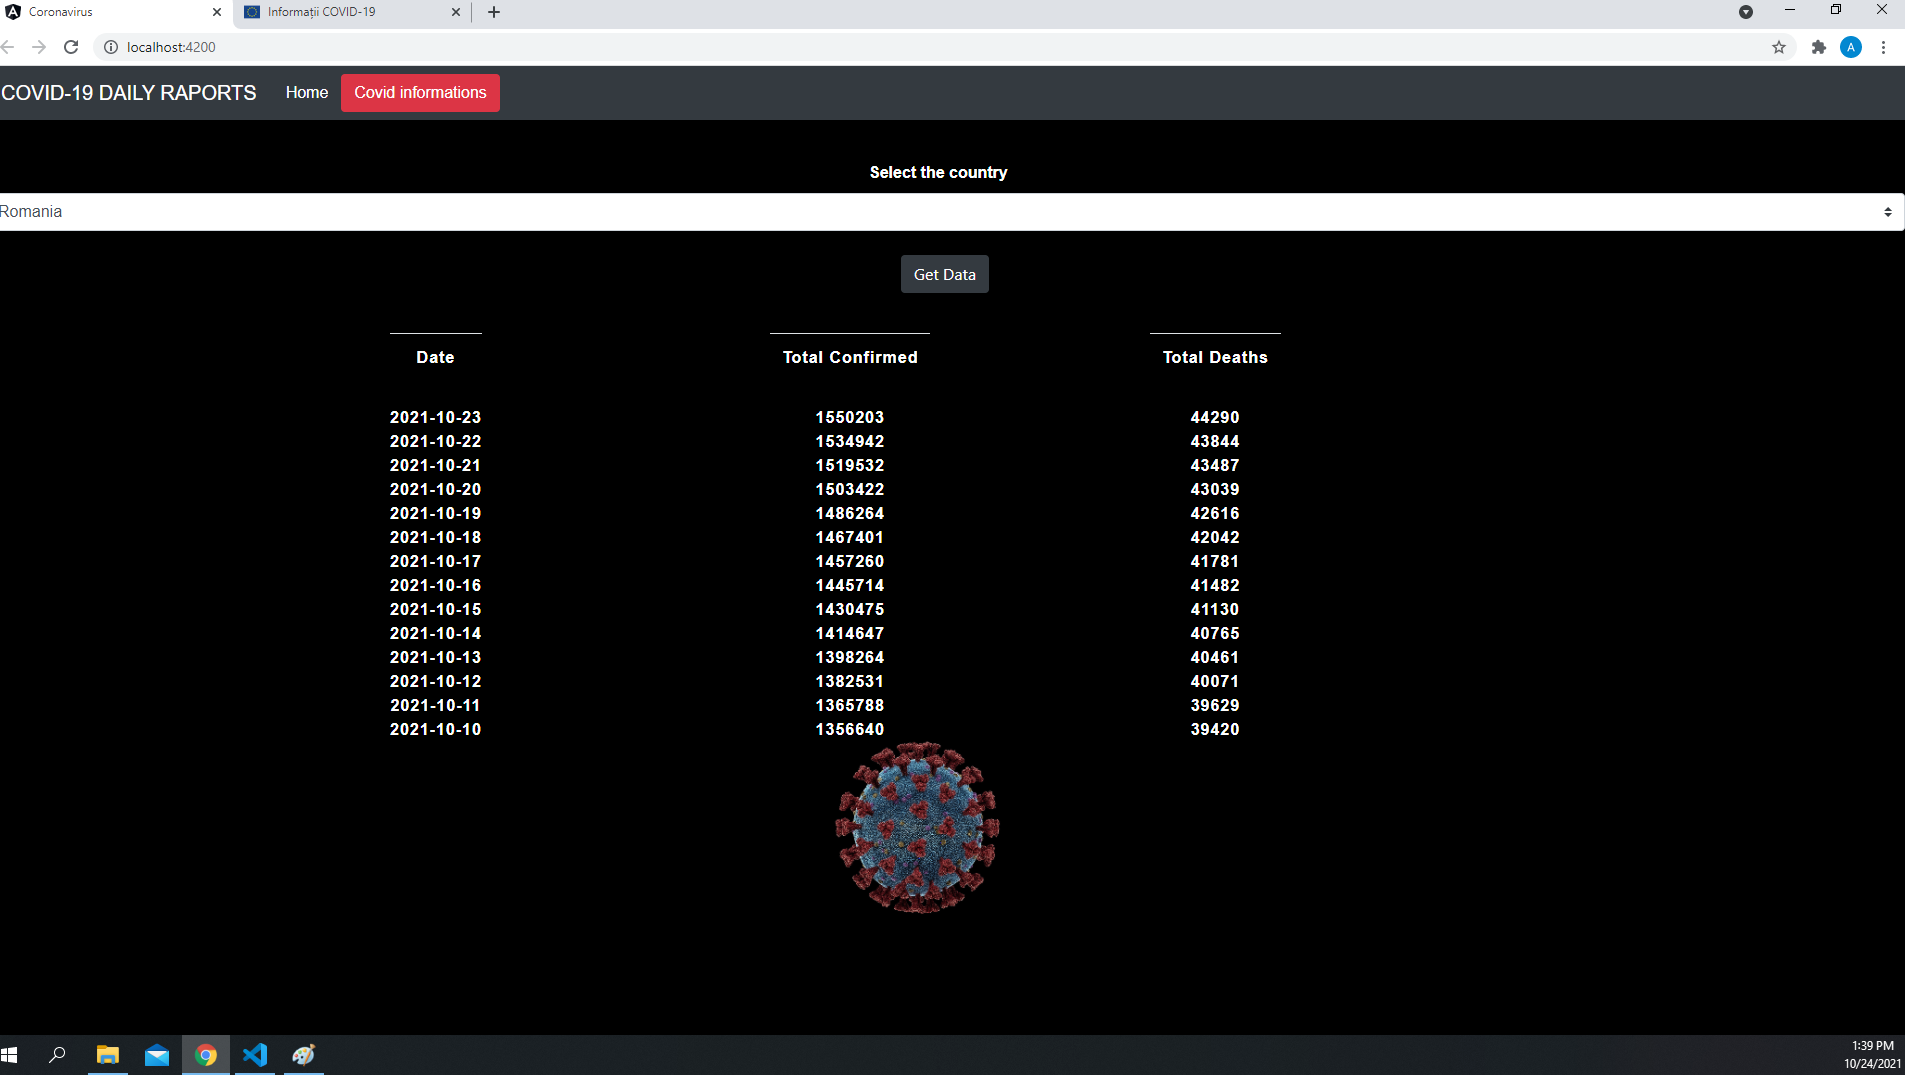 Coronavirus
Informații COVID-19
localhost:4200
A
COVID-19 DAILY RAPORTS Home Covid informations
Select the country
Romania
Get Data
Date Total Confirmed Total Deaths
2021-10-23 1550203 44290
2021-10-22 1534942 43844
2021-10-21 1519532 43487
2021-10-20 1503422 43039
2021-10-19 1486264 42616
2021-10-18 1467401 42042
2021-10-17 1457260 41781
2021-10-16 1445714 41482
2021-10-15 1430475 41130
2021-10-14 1414647 40765
2021-10-13 1398264 40461
2021-10-12 1382531 40071
2021-10-11 1365788 39629
2021-10-10 1356640 39420
1:39 PM
10/24/2021